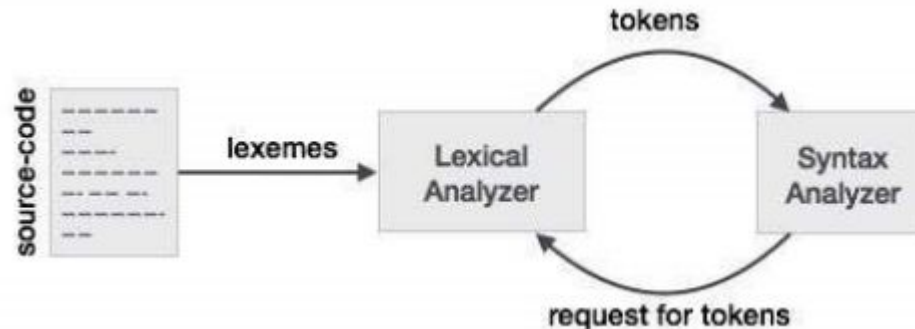 tokens
source-code
lexemes
Lexical
Analyzer
Syntax
Analyzer
request for tokens